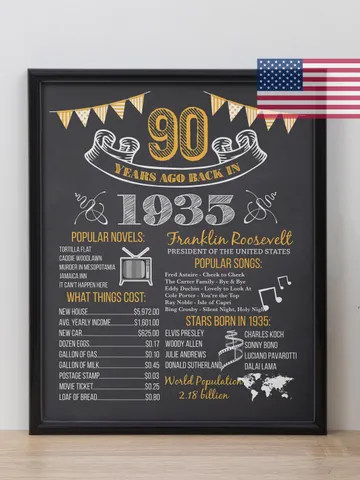 90
YEARS AGO BACK IN
1935
POPULAR NOVELS:
TORTILLA FLAT
CADDIE WOODLAWN
MURDER IN MESOPOTAMIA
JAMAICA INN
IT CAN'T HAPPEN HERE
WHAT THINGS COST:
NEW HOUSE $5,972.00
AVG. YEARLY INCOME $1,601.00
NEW CAR $625.00
DOZEN EGGS $0.17
GALLON OF GAS $0.10
GALLON OF MILK $0.45
POSTAGE STAMP $0.03
MOVIE TICKET $0.25
LOAF OF BREAD $0.80
Franklin Roosevelt
PRESIDENT OF THE UNITED STATES
POPULAR SONGS:
Fred Astaire - Cheek to Cheek
The Carter Family - Bye & Bye
Eddy Duchin - Lovely to Look At
Cole Porter - You're the Top
Ray Noble - Isle of Capri
Bing Crosby - Silent Night, Holy Night
STARS BORN IN 1935:
ELVIS PRESLEY
WOODY ALLEN
JULIE ANDREWS
DONALD SUTHERLAND
CHARLES KOCH
SONNY BONO
LUCIANO PAVAROTTI
DALAI LAMA
World Population
2.18 billion